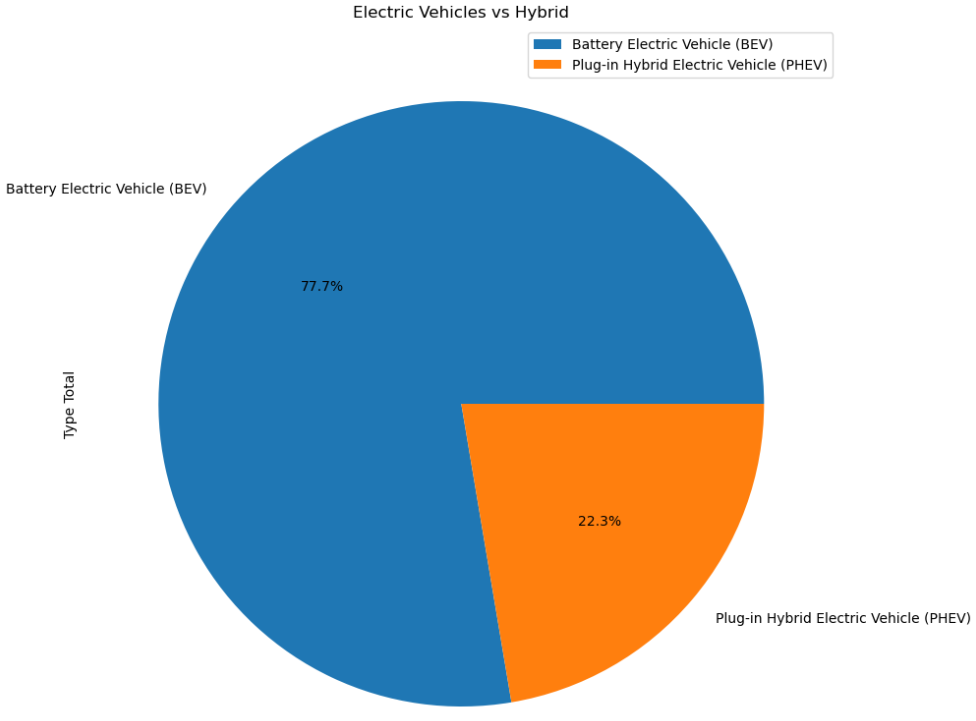 Electric Vehicles vs Hybrid
Battery Electric Vehicle (BEV)
Plug-in Hybrid Electric Vehicle (PHEV)
Battery Electric Vehicle (BEV)
77.7%
Type Total
22.3%
Plug-in Hybrid Electric Vehicle (PHEV)